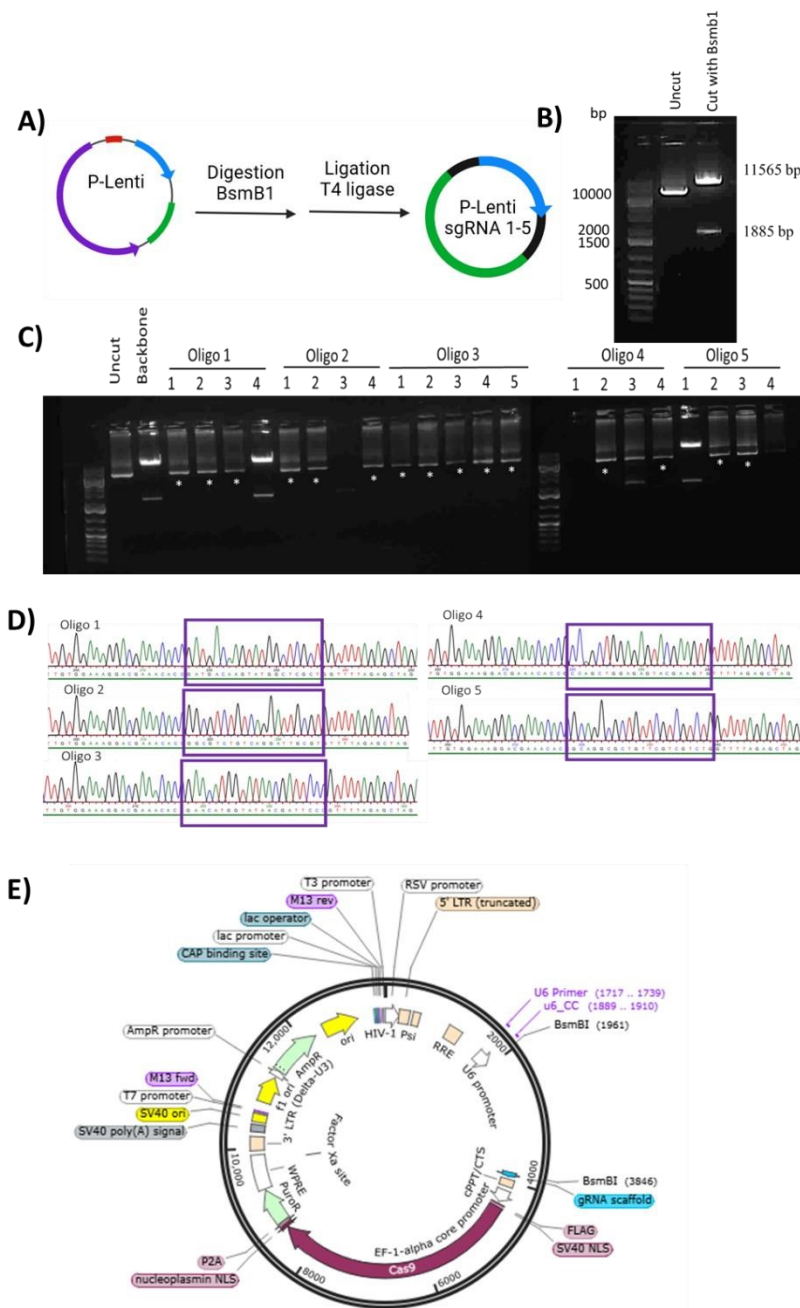 A)
P-Lenti
Digestion
BsmB1
Ligation
T4 ligase
P-Lenti
sgRNA 1-5
B)
bp
Uncut
Cut with Bsmb1
10000
2000
1500
500
11565 bp
1885 bp
C)
Uncut
Backbone
Oligo 1
Oligo 2
Oligo 3
Oligo 4
Oligo 5
1 2 3 4 1 2 3 4 1 2 3 4 5 1 2 3 4 1 2 3 4
* * * * * * * * * * * * * * *
D)
Oligo 1
Oligo 4
Oligo 2
Oligo 5
Oligo 3
E)
T3 promoter
M13 rev
lac operator
lac promoter
CAP binding site
RSV promoter
5' LTR (truncated)
U6 Primer (1717 .. 1739)
u6_CC (1889 .. 1910)
BsmBI (1961)
2000
HIV-1
Psi
RRE
U6 promoter
AmpR promoter
12,000
ori
AmpR
f1 ori
3' LTR (Delta-U3)
M13 fwd
T7 promoter
SV40 ori
SV40 poly(A) signal
Factor Xa site
10,000
WPRE
PuroR
cPPT/CTS
4000
BsmBI (3846)
gRNA scaffold
EF-1-alpha core promoter
FLAG
SV40 NLS
P2A
nucleoplasmin NLS
8000
Cas9
6000